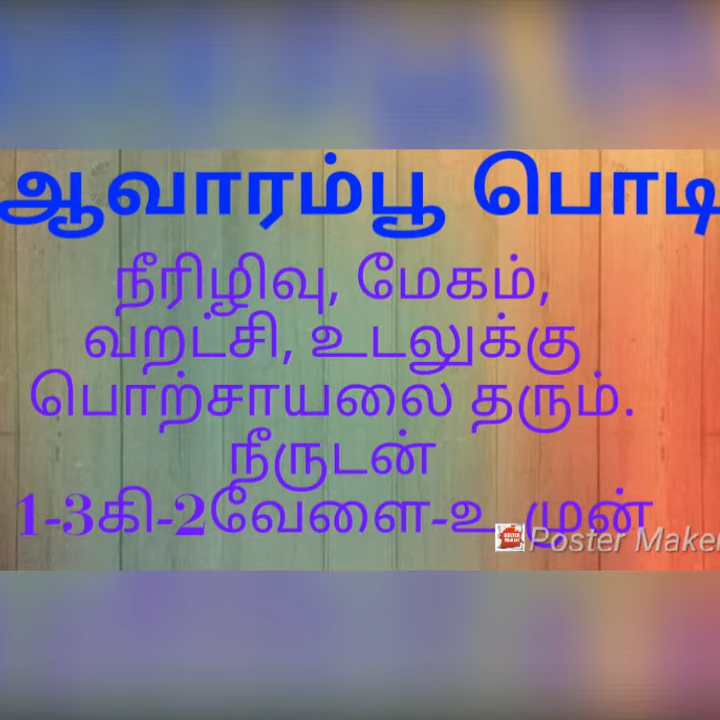 ஆவாரம்பூ பொடி
நீரிழிவு, மேகம்,
வறட்சி, உடலுக்கு
பொற்சாயலை தரும்.
நீருடன்
1-3கி-2வேளை-உ முன்
Poster Maker